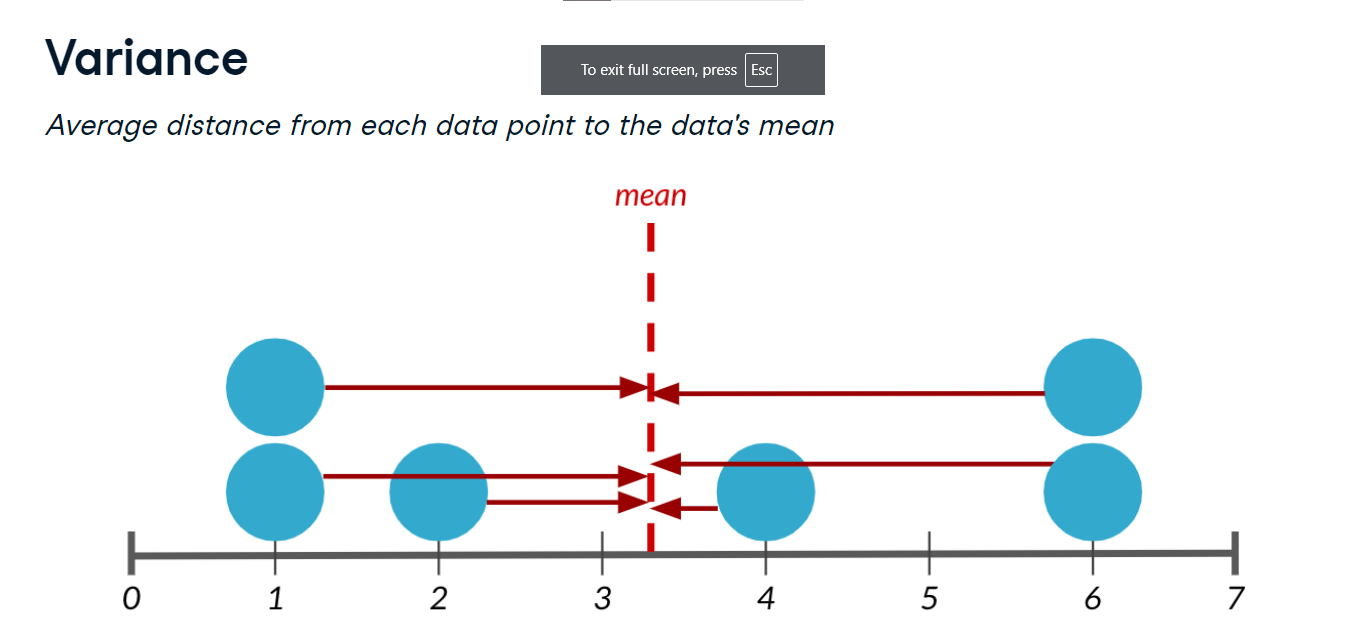 Variance
To exit full screen, press Esc
Average distance from each data point to the data's mean
mean
0 1 2 3 4 5 6 7